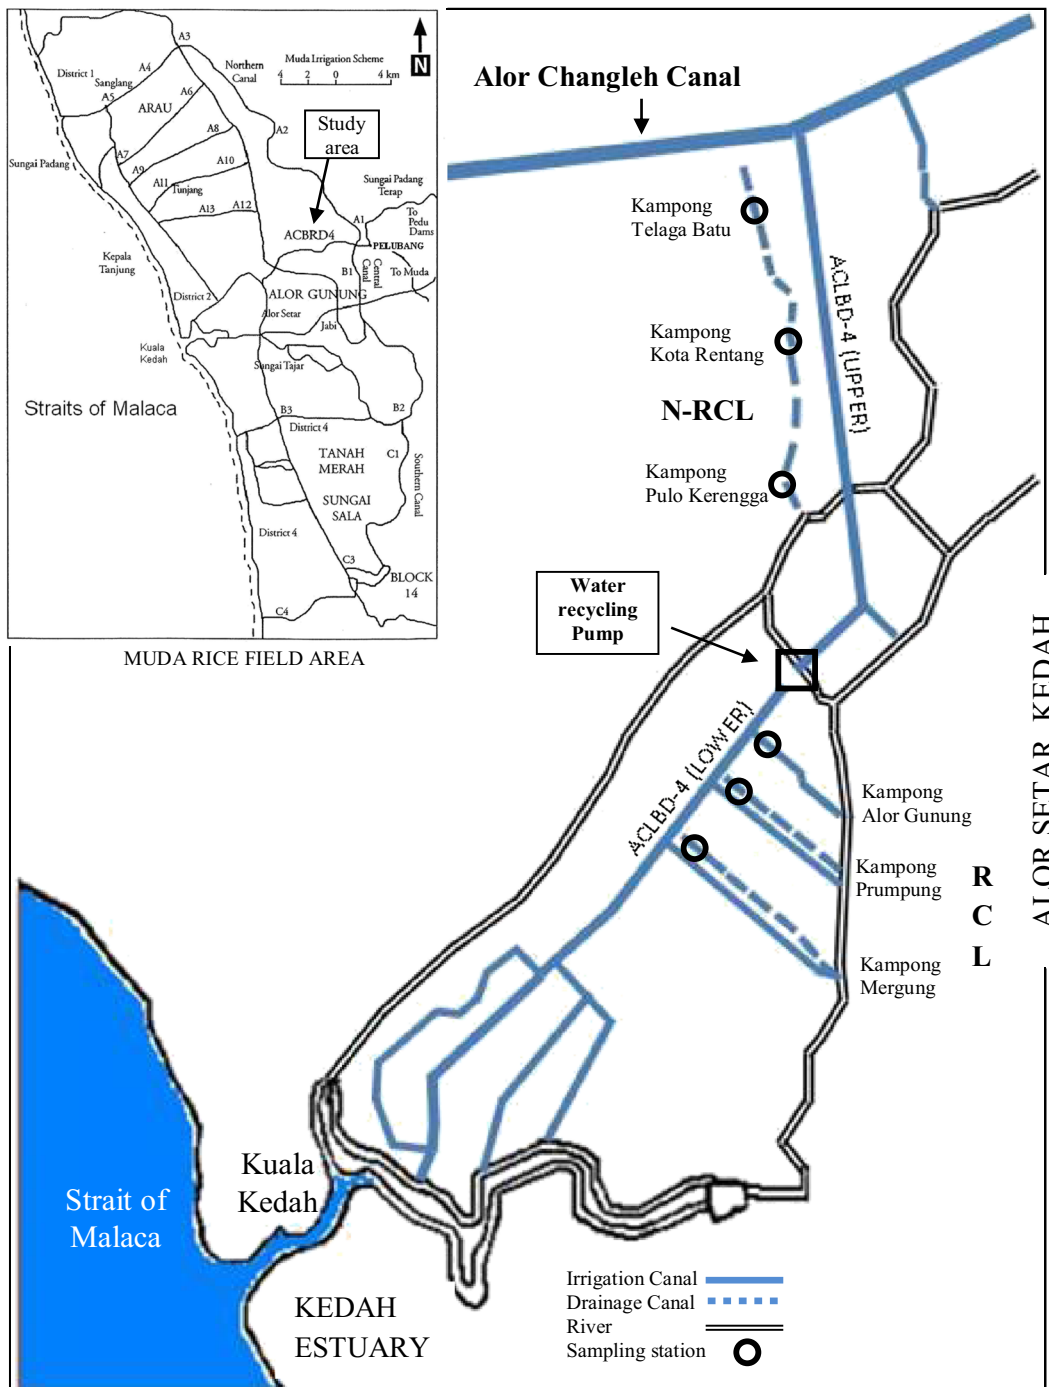 A3
Muda Irrigation Scheme
4 2 0 4 km
N
Northern
Canal
District 1
Sanglang
A4
A5
A6
ARAU
A2
Study
area
A8
A7
A9
A10
Sungai Padang
A11
Tunjang
A13
A12
Sungai Padang
Terap
To
Pedu
Dams
A1
ACBRD4
PELUBANG
Kepala
Tanjung
B1
Central
Canal
To Muda
District 2
ALOR GUNUNG
Alor Setar
Jabi
Kuala
Kedah
Sungai Tajar
Straits of Malaca
B3
B2
District 4
TANAH
MERAH
C1
Southern Canal
SUNGAI
SALA
District 4
C3
BLOCK
14
C4
MUDA RICE FIELD AREA
Alor Changleh Canal
Kampong
Telaga Batu
ACLBD-4 (UPPER)
Kampong
Kota Rentang
N-RCL
Kampong
Pulo Kerengga
Water
recycling
Pump
ALOR SETAR KEDAH
ACLBD-4 (LOWER)
Kampong
Alor Gunung
Kampong
Prumpung
R
C
L
Kampong
Mergung
Kuala
Kedah
Strait of
Malaca
KEDAH
ESTUARY
Irrigation Canal
Drainage Canal
River
Sampling station